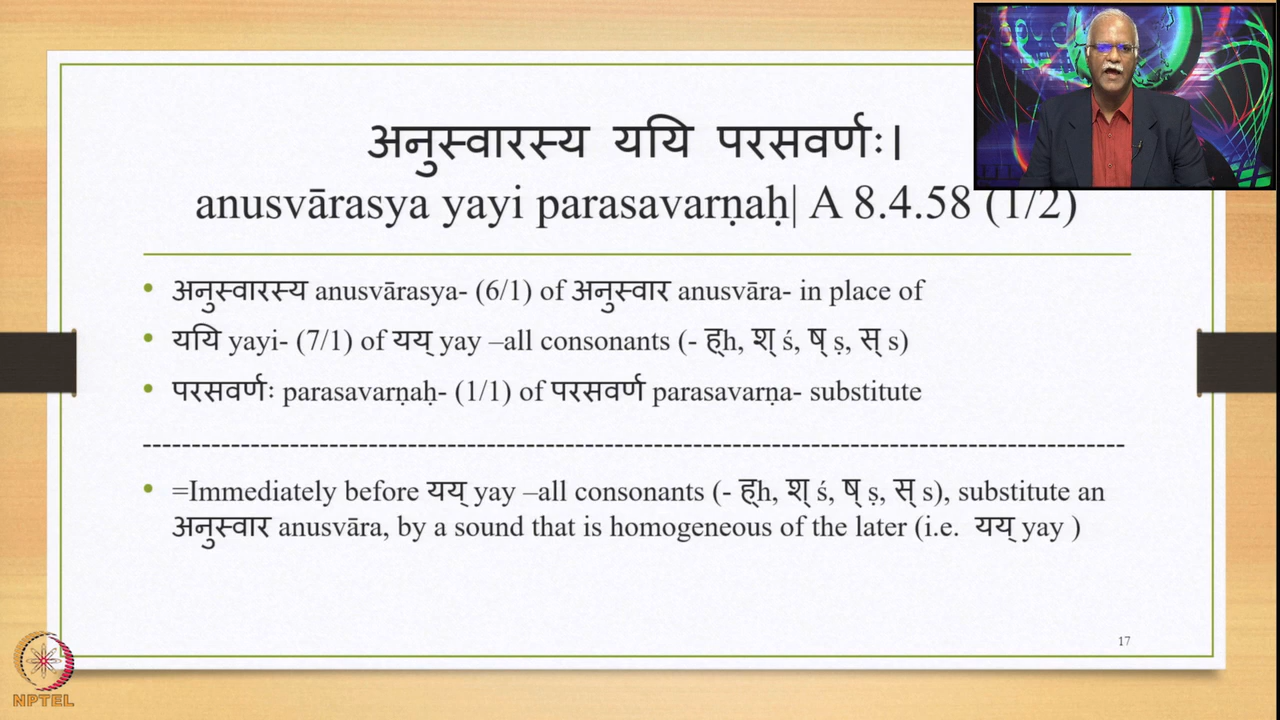 अनुस्वारस्य ययि परसवर्णः।
anusvārasya yayi parasavarṇaḥ| A 8.4.58 (1/2)
• अनुस्वारस्य anusvārasya- (6/1) of अनुस्वार anusvāra- in place of
• ययि yayi- (7/1) of यय् yay –all consonants (- ह्h, श् ś, ष् ṣ, स् s)
• परसवर्णः parasavarṇaḥ- (1/1) of परसवर्ण parasavarṇa- substitute
• =Immediately before यय् yay –all consonants (- ह्h, श् ś, ष् ṣ, स् s), substitute an
अनुस्वार anusvāra, by a sound that is homogeneous of the later (i.e. यय् yay )
17
NPTEL